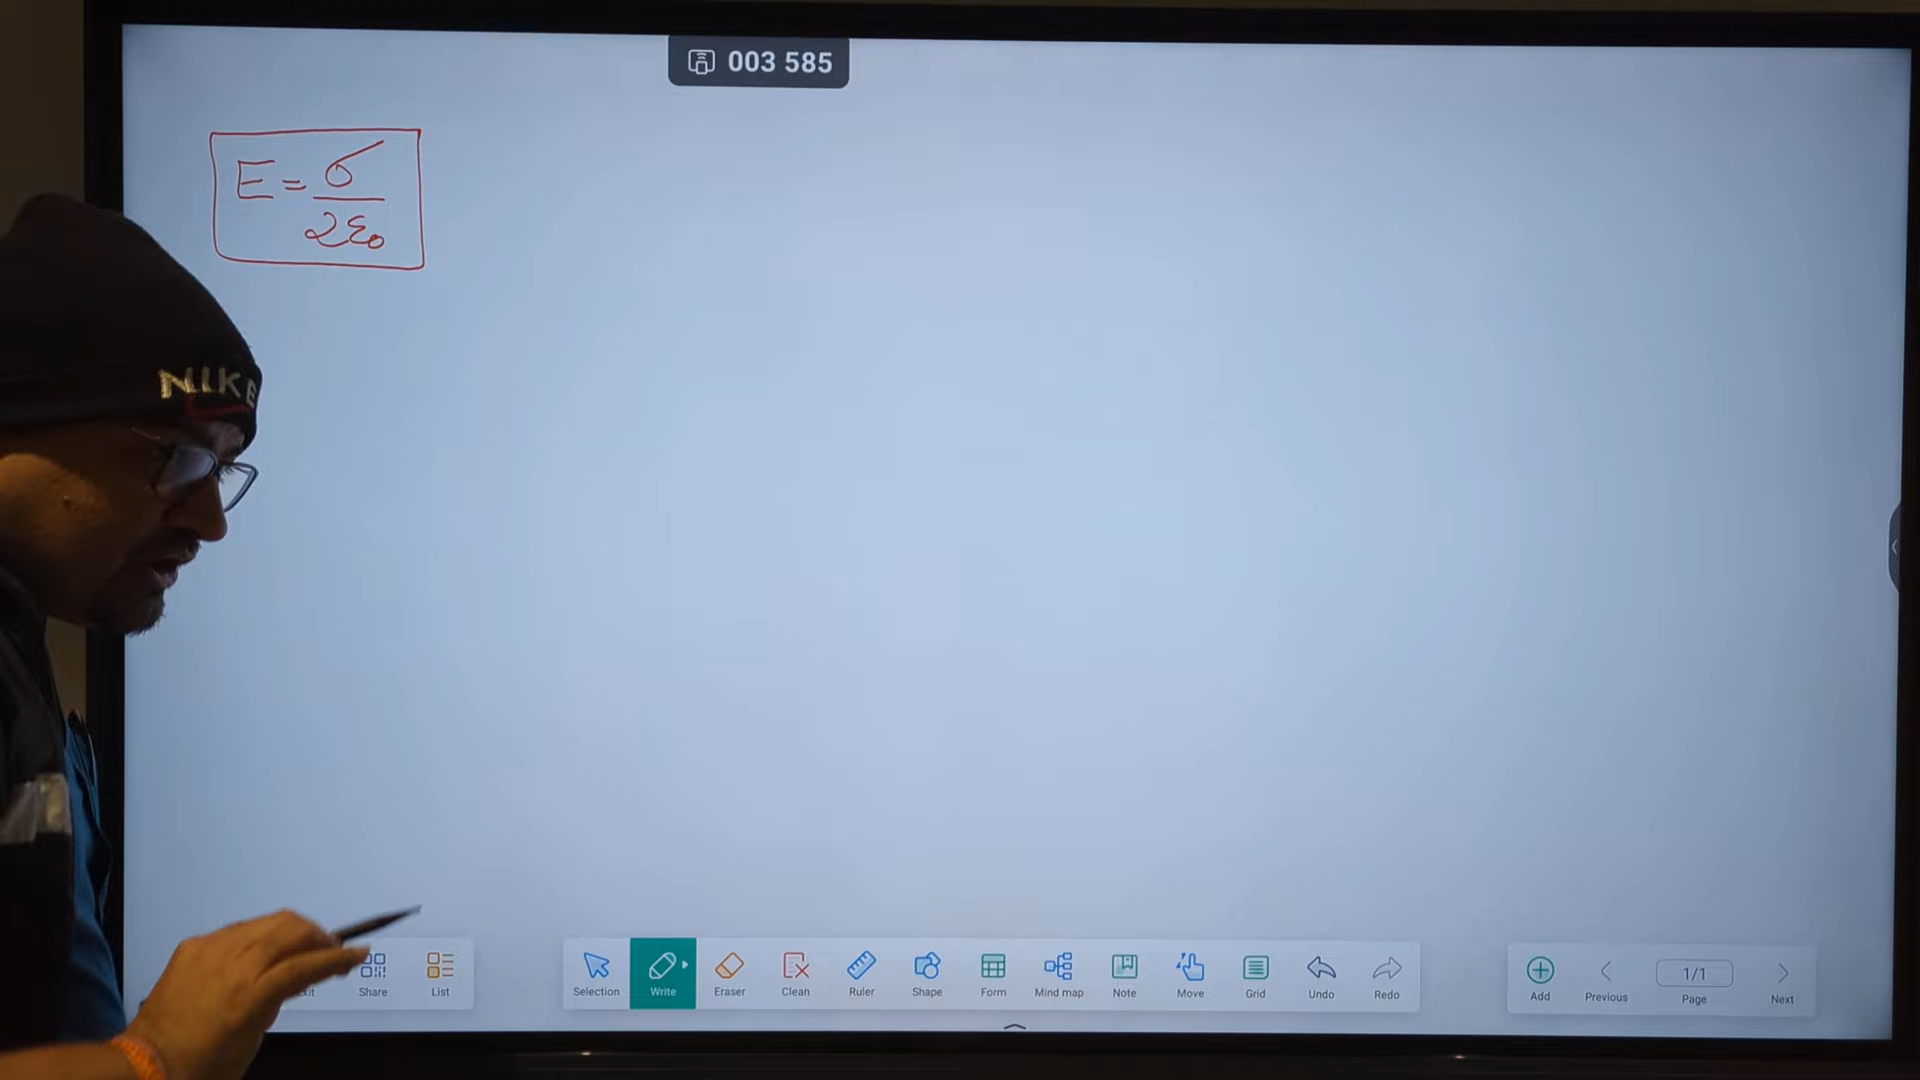 003 585
E = σ / 2ε₀
NIKE
Share
List
Selection
Write
Eraser
Clean
Ruler
Shape
Form
Mind map
Note
Move
Grid
Undo
Redo
Add
Previous
1/1
Page
Next